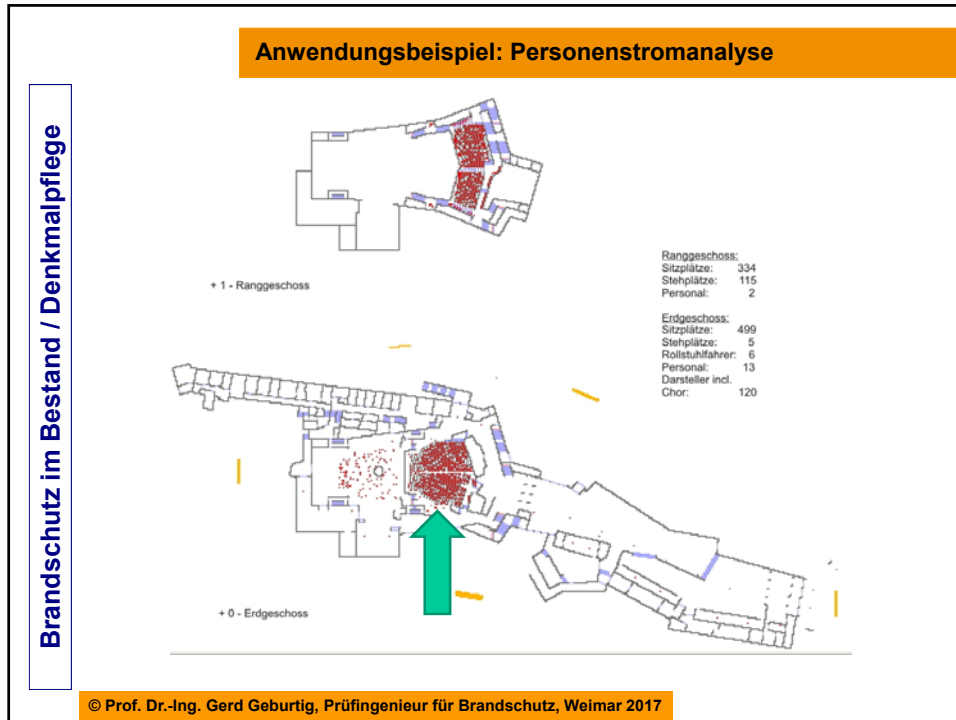 Anwendungsbeispiel: Personenstromanalyse
Brandschutz im Bestand / Denkmalpflege
+ 1 - Ranggeschoss
Ranggeschoss:
Sitzplätze: 334
Stehplätze: 115
Personal: 2
Erdgeschoss:
Sitzplätze: 499
Stehplätze: 5
Rollstuhlfahrer: 6
Personal: 13
Darsteller incl.
Chor: 120
+ 0 - Erdgeschoss
© Prof. Dr.-Ing. Gerd Geburtig, Prüfingenieur für Brandschutz, Weimar 2017